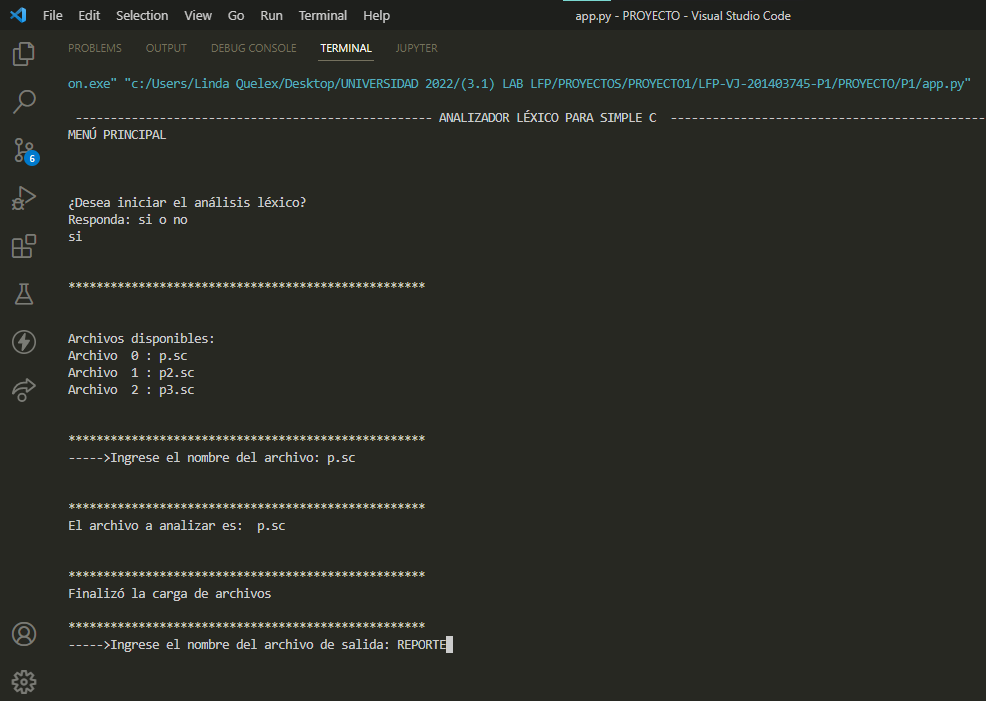 File Edit Selection View Go Run Terminal Help app.py - PROYECTO - Visual Studio Code
PROBLEMS OUTPUT DEBUG CONSOLE TERMINAL JUPYTER
on.exe" "c:/Users/Linda Quelex/Desktop/UNIVERSIDAD 2022/(3.1) LAB LFP/PROYECTOS/PROYECTO1/LFP-VJ-201403745-P1/PROYECTO/P1/app.py"
--------------------------------------------------- ANALIZADOR LÉXICO PARA SIMPLE C ---------------------------------------------
MENÚ PRINCIPAL
¿Desea iniciar el análisis léxico?
Responda: si o no
si
***************************************************
Archivos disponibles:
Archivo  0 : p.sc
Archivo  1 : p2.sc
Archivo  2 : p3.sc
***************************************************
----->Ingrese el nombre del archivo: p.sc
***************************************************
El archivo a analizar es:  p.sc
***************************************************
Finalizó la carga de archivos
***************************************************
----->Ingrese el nombre del archivo de salida: REPORTE
6